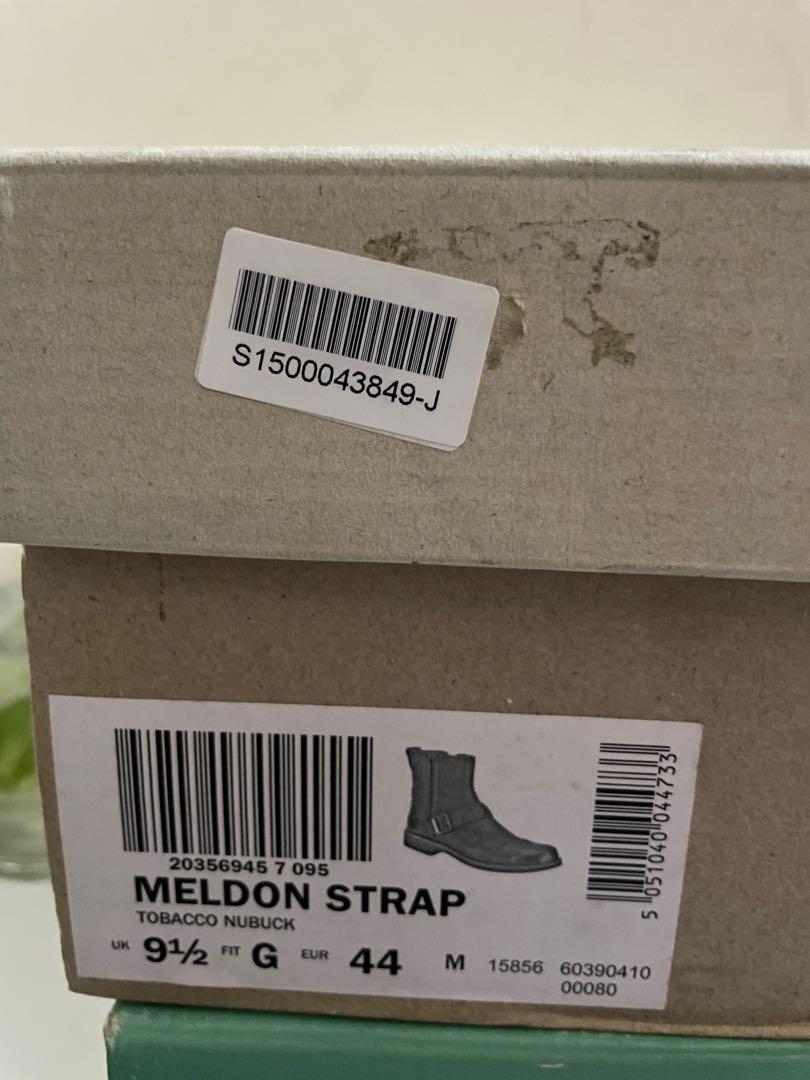 S1500043849-J
20356945 7 095
MELDON STRAP
TOBACCO NUBUCK
UK 9½ FIT G EUR 44 M 15856 60390410
00080
5 051040 044733